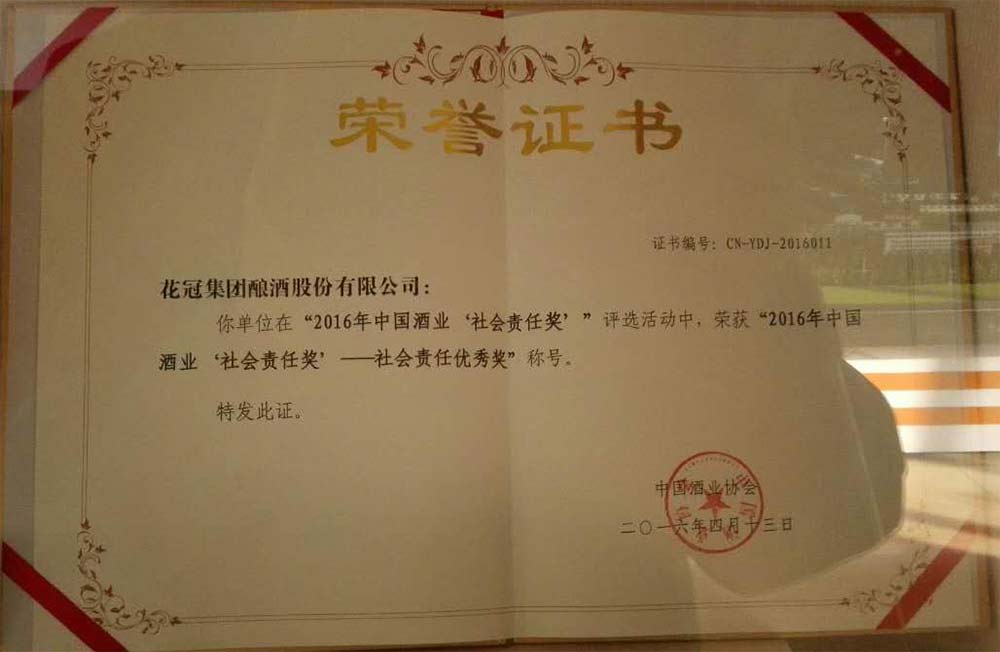 荣誉证书
证书编号：CN-YDJ-2016011
花冠集团酿酒股份有限公司：
你单位在“2016年中国酒业‘社会责任奖’”评选活动中，荣获“2016年中国
酒业‘社会责任奖’——社会责任优秀奖”称号。
特发此证。
中国酒业协会
二〇一六年四月十三日